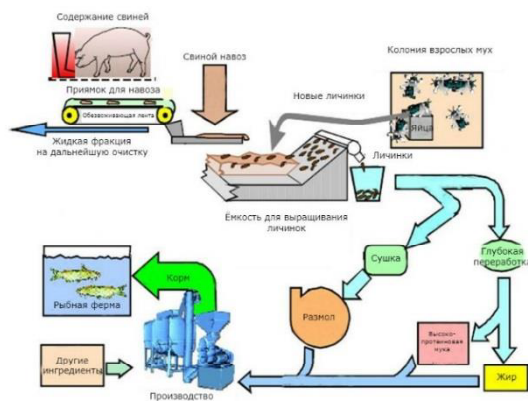 Содержание свиней
Свиной навоз
Колония взрослых мух
Приямок для навоза
Обезвоживающая лента
Новые личинки
Яйца
Жидкая фракция
на дальнейшую очистку
Личинки
Ёмкость для выращивания
личинок
Сушка
Глубокая
переработка
Корм
Рыбная ферма
Размол
Высоко-
протеиновая
мука
Другие
ингредиенты
Жир
Производство